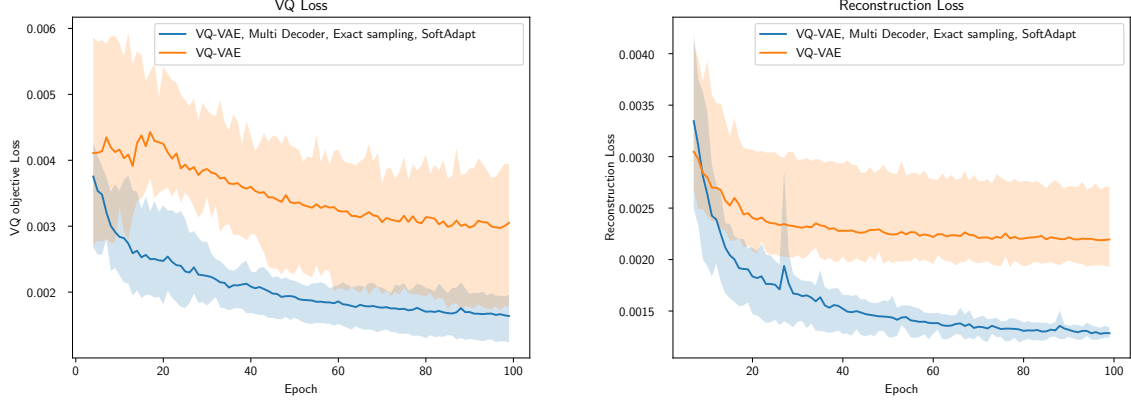 VQ Loss
VQ-VAE, Multi Decoder, Exact sampling, SoftAdapt
VQ-VAE
0.006
0.005
0.004
0.003
0.002
VQ objective Loss
0
20
40
60
80
100
Epoch
Reconstruction Loss
VQ-VAE, Multi Decoder, Exact sampling, SoftAdapt
VQ-VAE
0.0040
0.0035
0.0030
0.0025
0.0020
0.0015
Reconstruction Loss
20
40
60
80
100
Epoch